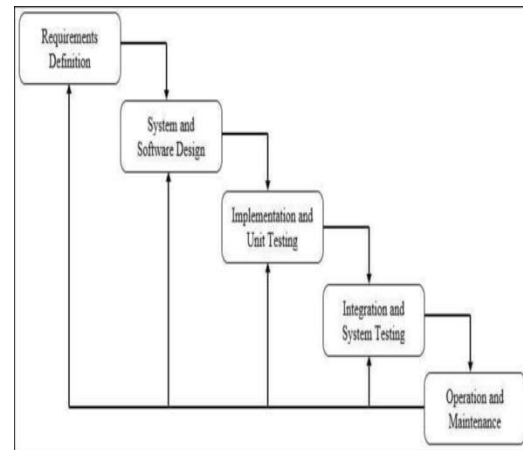 Requirements
Definition
System and
Software Design
Implementation and
Unit Testing
Integration and
System Testing
Operation and
Maintenance